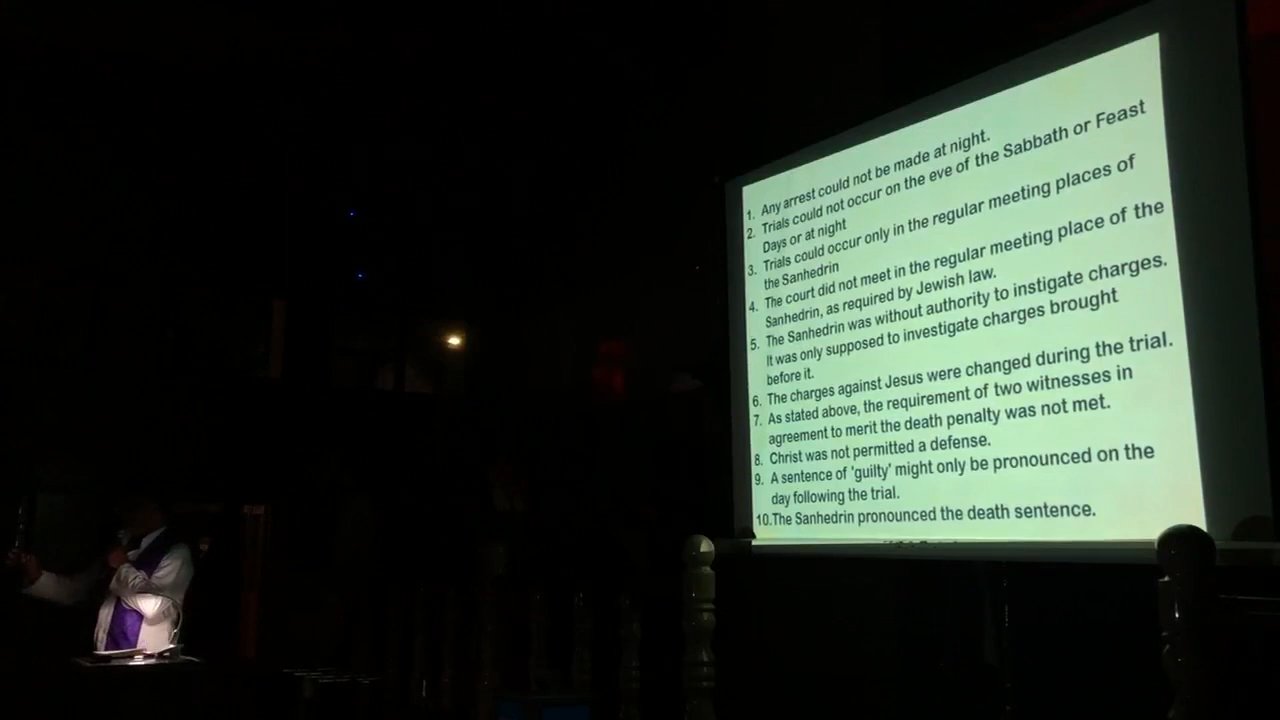 1. Any arrest could not be made at night.
2. Trials could not occur on the eve of the Sabbath or Feast
Days or at night
3. Trials could occur only in the regular meeting places of
the Sanhedrin
4. The court did not meet in the regular meeting place of the
Sanhedrin, as required by Jewish law.
5. The Sanhedrin was without authority to instigate charges.
It was only supposed to investigate charges brought
before it.
6. The charges against Jesus were changed during the trial.
7. As stated above, the requirement of two witnesses in
agreement to merit the death penalty was not met.
8. Christ was not permitted a defense.
9. A sentence of 'guilty' might only be pronounced on the
day following the trial.
10.The Sanhedrin pronounced the death sentence.